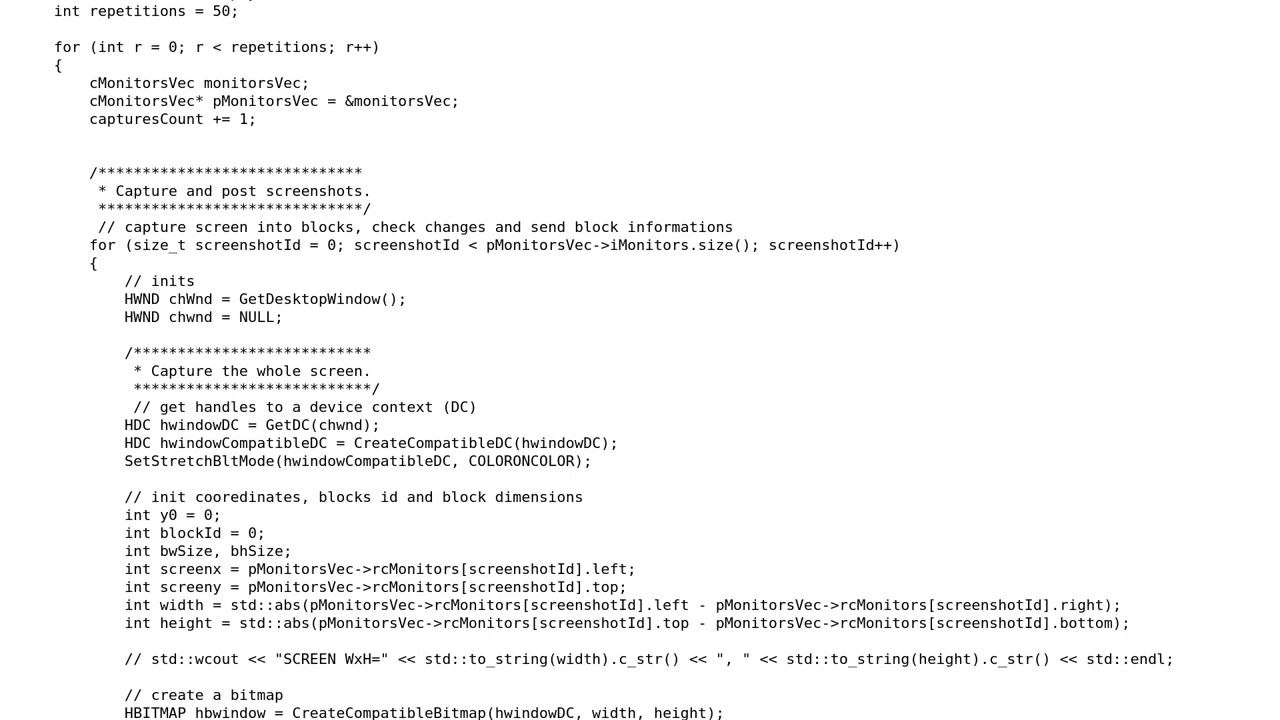 int repetitions = 50;
for (int r = 0; r < repetitions; r++)
{
cMonitorsVec monitorsVec;
cMonitorsVec* pMonitorsVec = &monitorsVec;
capturesCount += 1;
/******************************
* Capture and post screenshots.
******************************/
// capture screen into blocks, check changes and send block informations
for (size_t screenshotId = 0; screenshotId < pMonitorsVec->iMonitors.size(); screenshotId++)
{
// inits
HWND chWnd = GetDesktopWindow();
HWND chwnd = NULL;
/***************************
* Capture the whole screen.
***************************/
// get handles to a device context (DC)
HDC hwindowDC = GetDC(chwnd);
HDC hwindowCompatibleDC = CreateCompatibleDC(hwindowDC);
SetStretchBltMode(hwindowCompatibleDC, COLORONCOLOR);
// init cooredinates, blocks id and block dimensions
int y0 = 0;
int blockId = 0;
int bwSize, bhSize;
int screenx = pMonitorsVec->rcMonitors[screenshotId].left;
int screeny = pMonitorsVec->rcMonitors[screenshotId].top;
int width = std::abs(pMonitorsVec->rcMonitors[screenshotId].left - pMonitorsVec->rcMonitors[screenshotId].right);
int height = std::abs(pMonitorsVec->rcMonitors[screenshotId].top - pMonitorsVec->rcMonitors[screenshotId].bottom);
// std::wcout << "SCREEN WxH=" << std::to_string(width).c_str() << ", " << std::to_string(height).c_str() << std::endl;
// create a bitmap
HBITMAP hbwindow = CreateCompatibleBitmap(hwindowDC, width, height);